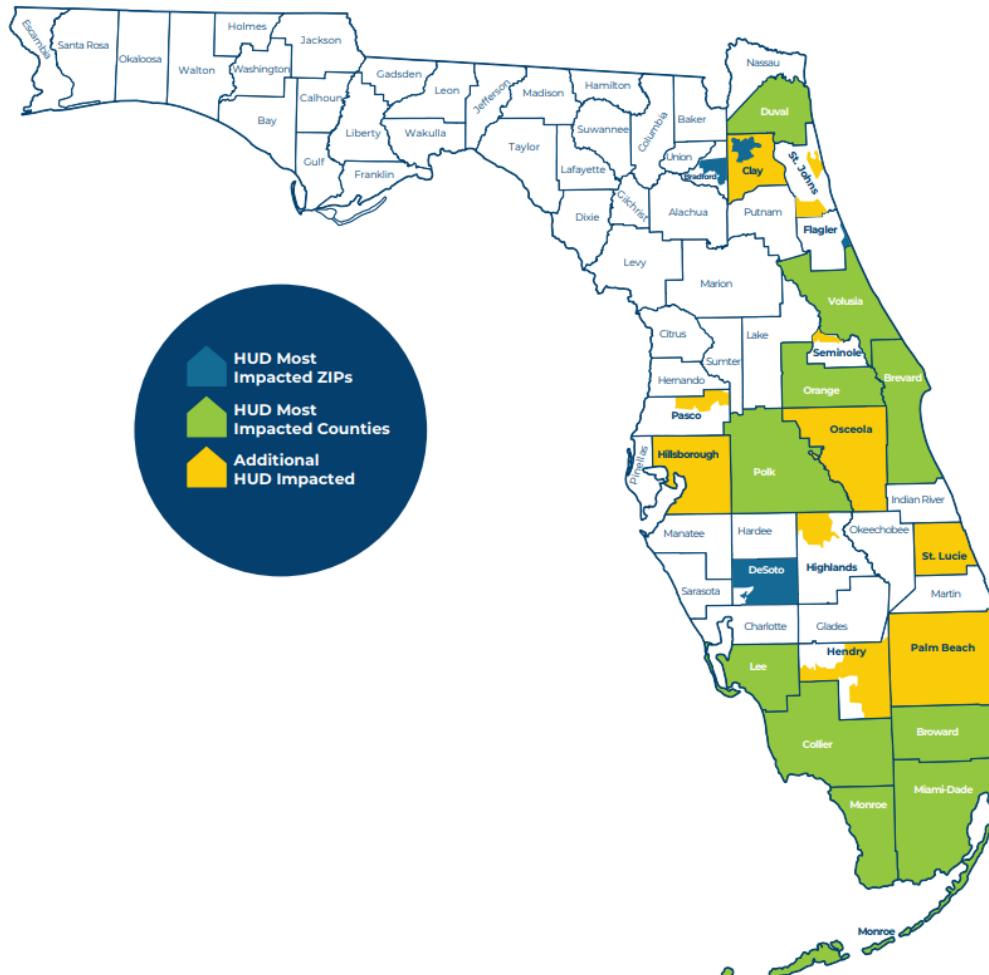 Escambia
Santa Rosa
Okaloosa
Walton
Holmes
Washington
Jackson
Bay
Calhoun
Gulf
Gadsden
Liberty
Franklin
Leon
Wakulla
Jefferson
Madison
Taylor
Hamilton
Suwannee
Lafayette
Dixie
Columbia
Gilchrist
Baker
Union
Bradford
Alachua
Levy
Nassau
Duval
Clay
St. Johns
Putnam
Flagler
Marion
Volusia
Citrus
Sumter
Lake
Seminole
Hernando
Orange
Brevard
Pasco
Pinellas
Hillsborough
Polk
Osceola
Indian River
Manatee
Hardee
Okeechobee
St. Lucie
DeSoto
Highlands
Sarasota
Martin
Charlotte
Glades
Lee
Hendry
Palm Beach
Collier
Broward
Monroe
Miami-Dade
Monroe
HUD Most
Impacted ZIPs
HUD Most
Impacted Counties
Additional
HUD Impacted